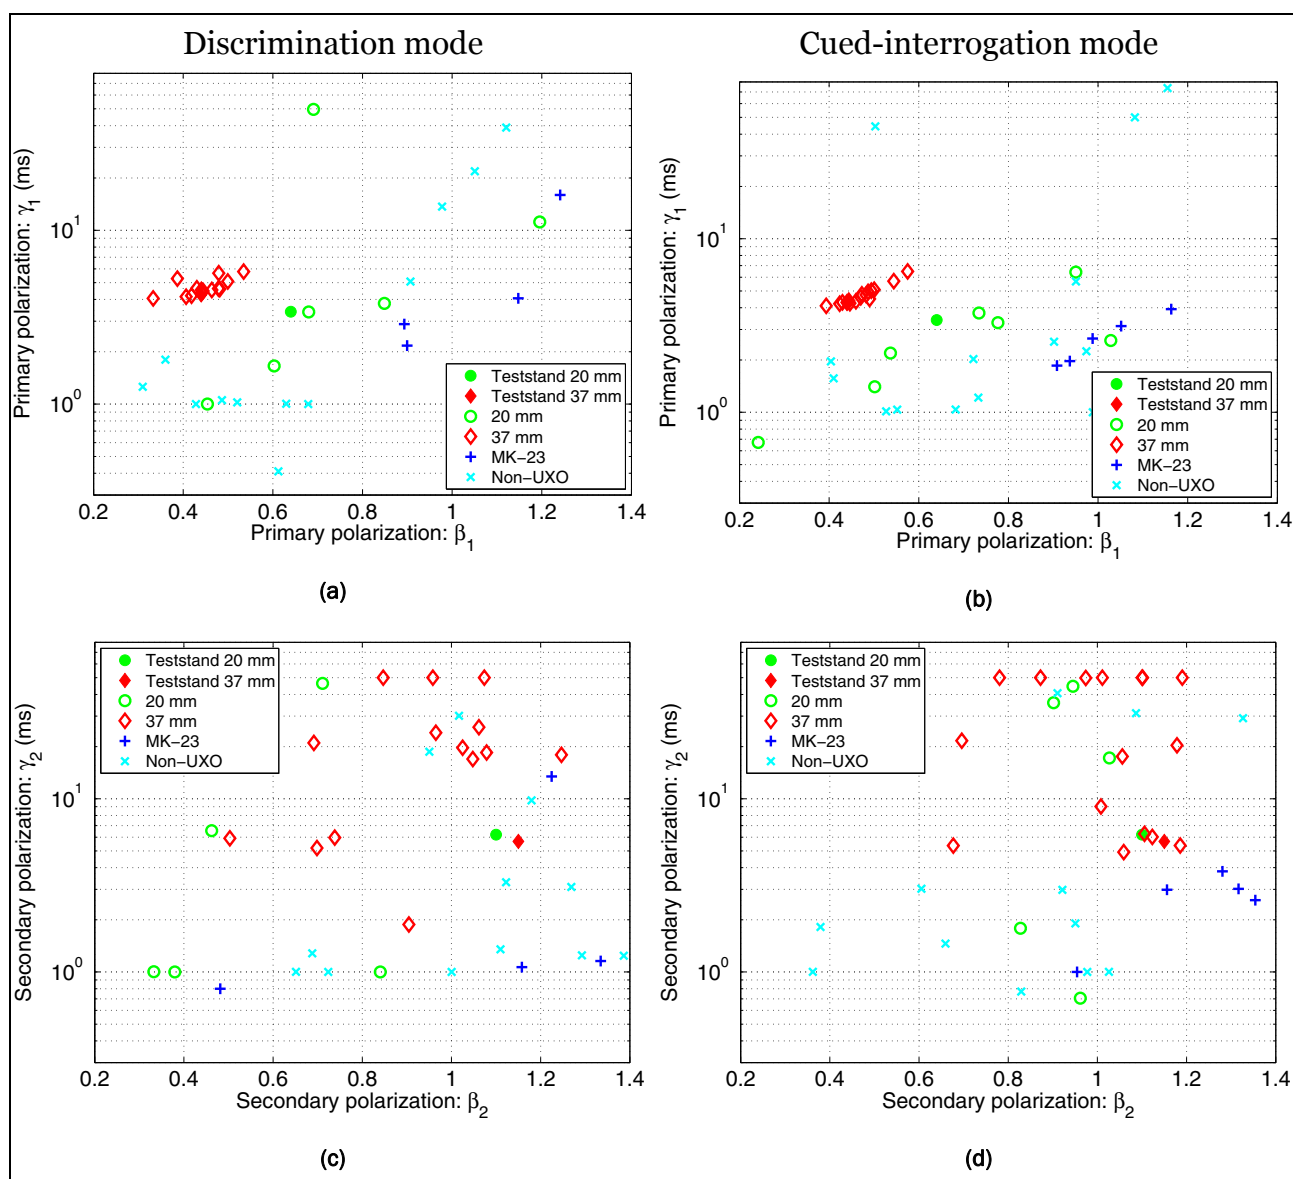 Discrimination mode
Cued-interrogation mode
Primary polarization: γ1 (ms)
10^1
10^0
Teststand 20 mm
Teststand 37 mm
20 mm
37 mm
MK−23
Non−UXO
0.2 0.4 0.6 0.8 1 1.2 1.4
Primary polarization: β1
(a)
Primary polarization: γ1 (ms)
10^1
10^0
Teststand 20 mm
Teststand 37 mm
20 mm
37 mm
MK−23
Non−UXO
0.2 0.4 0.6 0.8 1 1.2 1.4
Primary polarization: β1
(b)
Secondary polarization: γ2 (ms)
Teststand 20 mm
Teststand 37 mm
20 mm
37 mm
MK−23
Non−UXO
10^1
10^0
0.2 0.4 0.6 0.8 1 1.2 1.4
Secondary polarization: β2
(c)
Secondary polarization: γ2 (ms)
Teststand 20 mm
Teststand 37 mm
20 mm
37 mm
MK−23
Non−UXO
10^1
10^0
0.2 0.4 0.6 0.8 1 1.2 1.4
Secondary polarization: β2
(d)